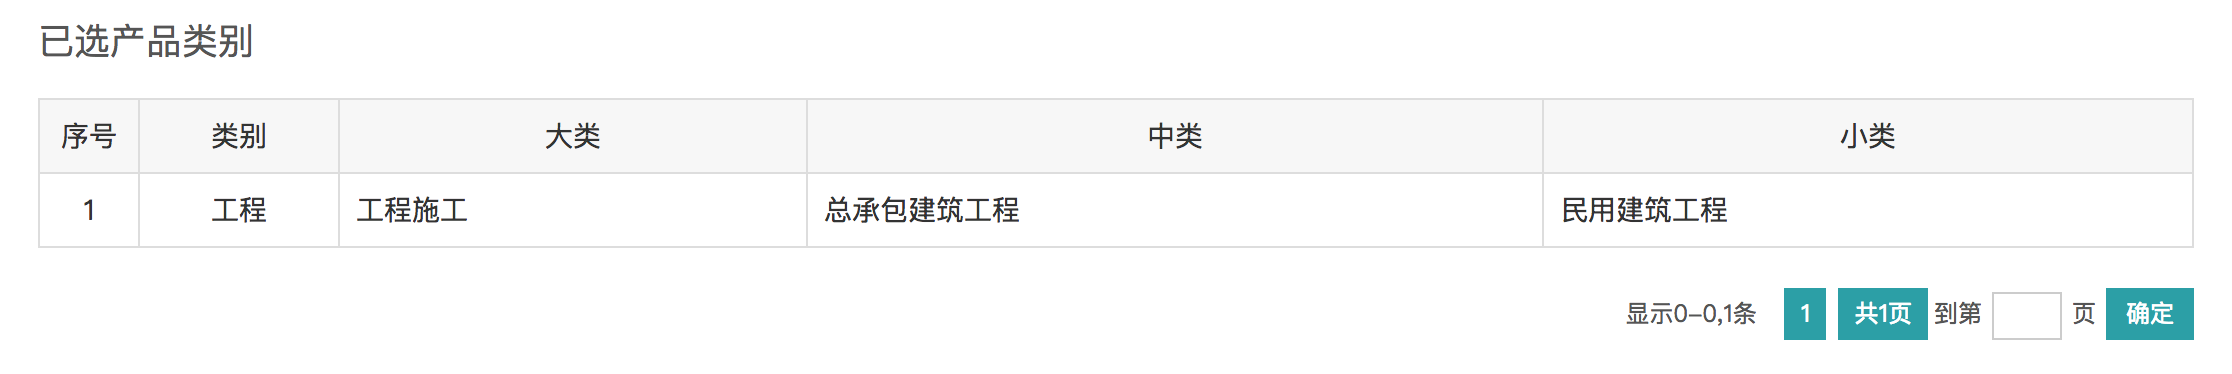 已选产品类别
序号 类别 大类 中类 小类
1 工程 工程施工 总承包建筑工程 民用建筑工程
显示0-0,1条 1 共1页 到第 页 确定